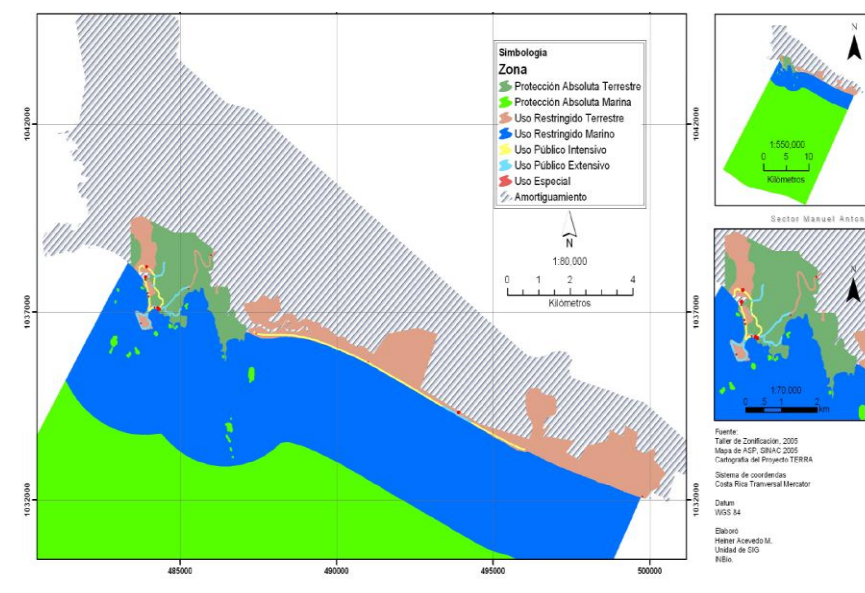 Simbología
Zona
Protección Absoluta Terrestre
Protección Absoluta Marina
Uso Restringido Terrestre
Uso Restringido Marino
Uso Público Intensivo
Uso Público Extensivo
Uso Especial
Amortiguamiento
N
1:80,000
0 1 2 4
Kilómetros
1042000
1037000
1032000
485000
490000
495000
500000
1042000
1037000
1032000
N
1:550,000
0 5 10
Kilómetros
Sector Manuel Anton
N
1:70,000
0 .5 1 2
km
Fuente:
Taller de Zonificación, 2005
Mapa de ASP, SINAC 2005
Cartografía del Proyecto TERRA
Sistema de coordendas
Costa Rica Tranversal Mercator
Datum
WGS 84
Elaboró
Heiner Acevedo M.
Unidad de SIG
INBio.